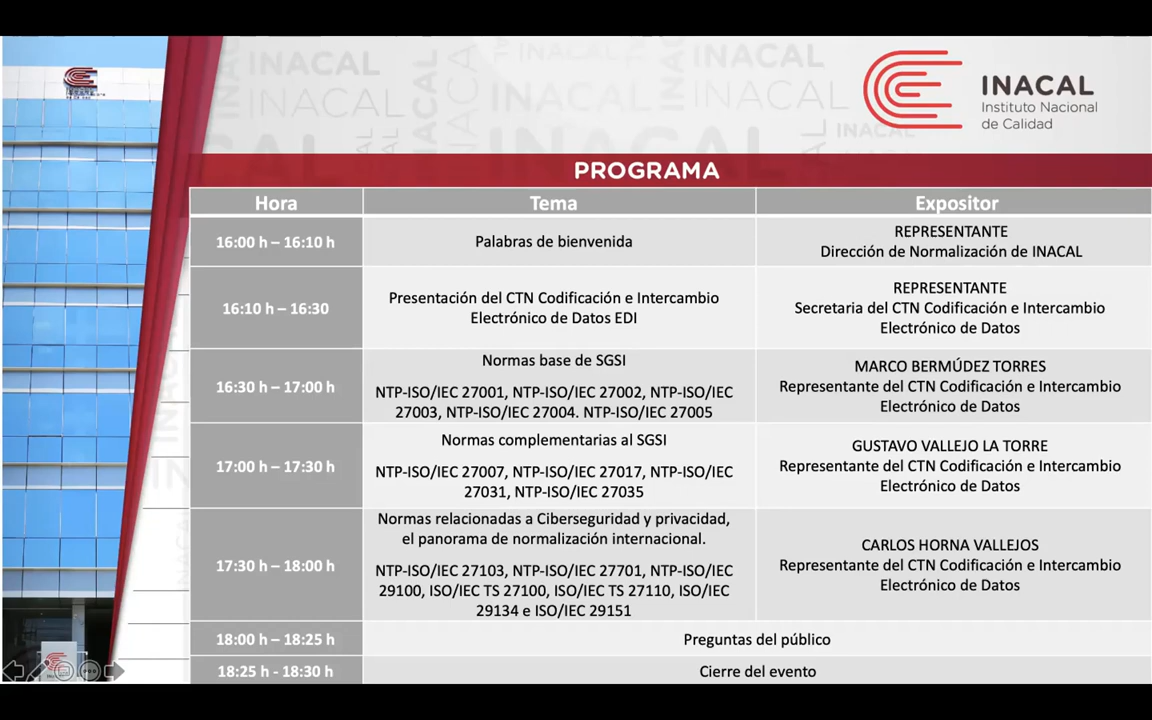 INACAL
Instituto Nacional
de Calidad
PROGRAMA
Hora
Tema
Expositor
16:00 h – 16:10 h
Palabras de bienvenida
REPRESENTANTE
Dirección de Normalización de INACAL
16:10 h – 16:30
Presentación del CTN Codificación e Intercambio
Electrónico de Datos EDI
REPRESENTANTE
Secretaria del CTN Codificación e Intercambio
Electrónico de Datos
16:30 h – 17:00 h
Normas base de SGSI
NTP-ISO/IEC 27001, NTP-ISO/IEC 27002, NTP-ISO/IEC
27003, NTP-ISO/IEC 27004. NTP-ISO/IEC 27005
MARCO BERMÚDEZ TORRES
Representante del CTN Codificación e Intercambio
Electrónico de Datos
17:00 h – 17:30 h
Normas complementarias al SGSI
NTP-ISO/IEC 27007, NTP-ISO/IEC 27017, NTP-ISO/IEC
27031, NTP-ISO/IEC 27035
GUSTAVO VALLEJO LA TORRE
Representante del CTN Codificación e Intercambio
Electrónico de Datos
17:30 h – 18:00 h
Normas relacionadas a Ciberseguridad y privacidad,
el panorama de normalización internacional.
NTP-ISO/IEC 27103, NTP-ISO/IEC 27701, NTP-ISO/IEC
29100, ISO/IEC TS 27100, ISO/IEC TS 27110, ISO/IEC
29134 e ISO/IEC 29151
CARLOS HORNA VALLEJOS
Representante del CTN Codificación e Intercambio
Electrónico de Datos
18:00 h – 18:25 h
Preguntas del público
18:25 h - 18:30 h
Cierre del evento